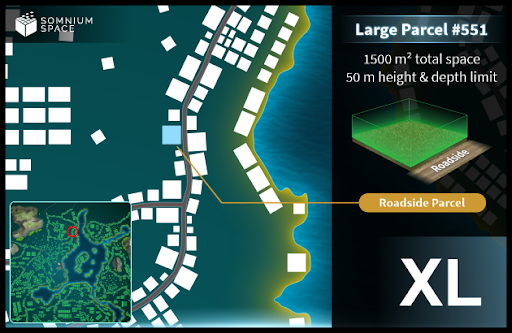 SOMNIUM
SPACE
Large Parcel #551
1500 m² total space
50 m height & depth limit
Roadside
Roadside Parcel
XL